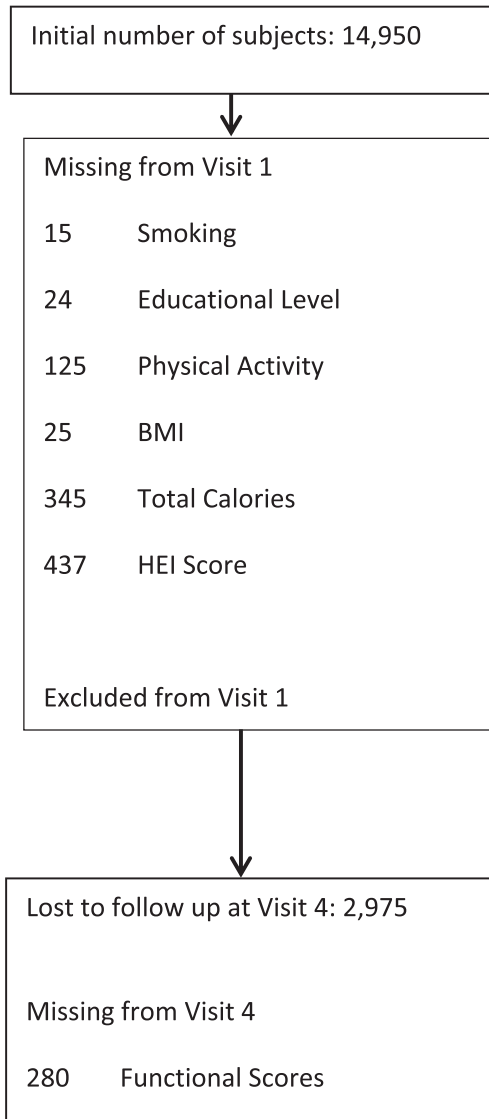 Initial number of subjects: 14,950
Missing from Visit 1
15 Smoking
24 Educational Level
125 Physical Activity
25 BMI
345 Total Calories
437 HEI Score
Excluded from Visit 1
Lost to follow up at Visit 4: 2,975
Missing from Visit 4
280 Functional Scores